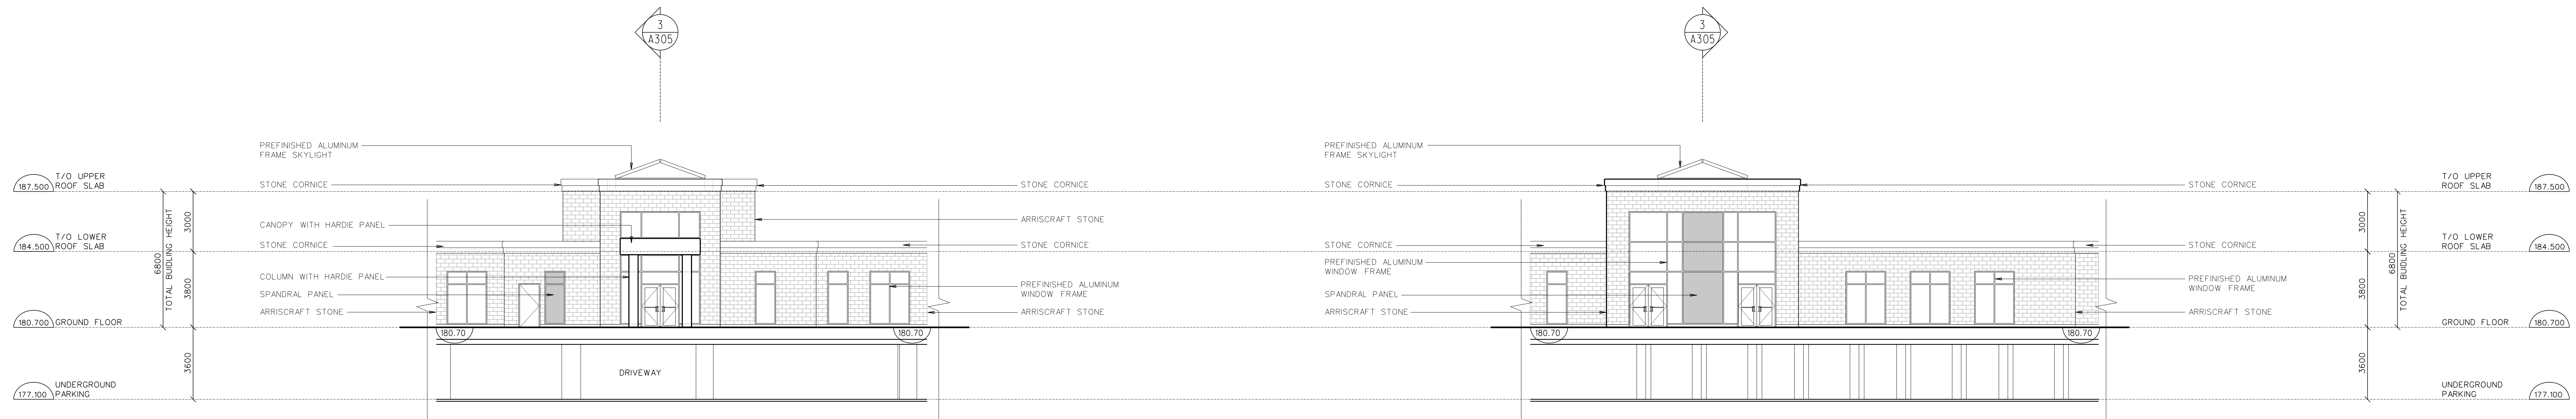 3
A305
PREFINISHED ALUMINUM
FRAME SKYLIGHT
187.500
T/O UPPER
ROOF SLAB
STONE CORNICE
STONE CORNICE
3000
TOTAL BUIDLING HEIGHT
6800
ARRISCRAFT STONE
CANOPY WITH HARDIE PANEL
184.500
T/O LOWER
ROOF SLAB
STONE CORNICE
STONE CORNICE
3800
COLUMN WITH HARDIE PANEL
PREFINISHED ALUMINUM
WINDOW FRAME
SPANDRAL PANEL
ARRISCRAFT STONE
ARRISCRAFT STONE
180.700
GROUND FLOOR
180.70
180.70
3600
DRIVEWAY
177.100
UNDERGROUND
PARKING
3
A305
PREFINISHED ALUMINUM
FRAME SKYLIGHT
STONE CORNICE
STONE CORNICE
T/O UPPER
ROOF SLAB
187.500
3000
TOTAL BUIDLING HEIGHT
6800
STONE CORNICE
STONE CORNICE
T/O LOWER
ROOF SLAB
184.500
PREFINISHED ALUMINUM
WINDOW FRAME
PREFINISHED ALUMINUM
WINDOW FRAME
3800
SPANDRAL PANEL
ARRISCRAFT STONE
ARRISCRAFT STONE
GROUND FLOOR
180.700
180.70
180.70
3600
UNDERGROUND
PARKING
177.100